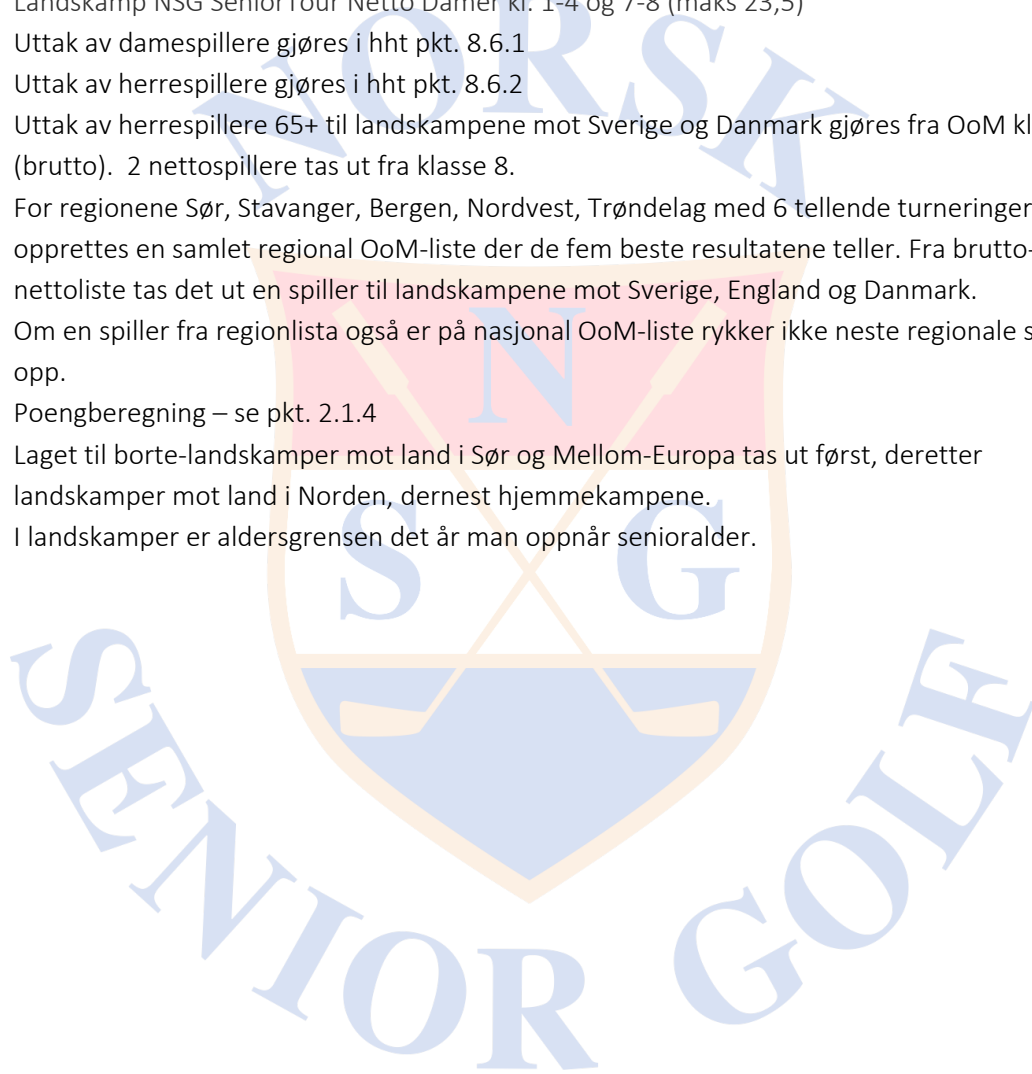 Landskamp NSG SeniorTour Netto Damer kl. 1-4 og 7-8 (maks 23,5)
Uttak av damespillere gjøres i hht pkt. 8.6.1
Uttak av herrespillere gjøres i hht pkt. 8.6.2
Uttak av herrespillere 65+ til landskampene mot Sverige og Danmark gjøres fra OoM
(brutto). 2 nettospillere tas ut fra klasse 8.
For regionene Sør, Stavanger, Bergen, Nordvest, Trøndelag med 6 tellende turneringer
opprettes en samlet regional OoM-liste der de fem beste resultatene teller. Fra brutto-
nettoliste tas det ut en spiller til landskampene mot Sverige, England og Danmark.
Om en spiller fra regionlista også er på nasjonal OoM-liste rykker ikke neste regionale
opp.
Poengberegning – se pkt. 2.1.4
Laget til borte-landskamper mot land i Sør og Mellom-Europa tas ut først, deretter
landskamper mot land i Norden, dernest hjemmekampene.
I landskamper er aldersgrensen det år man oppnår senioralder.
NORSK
N
S G
SENIOR GOLF